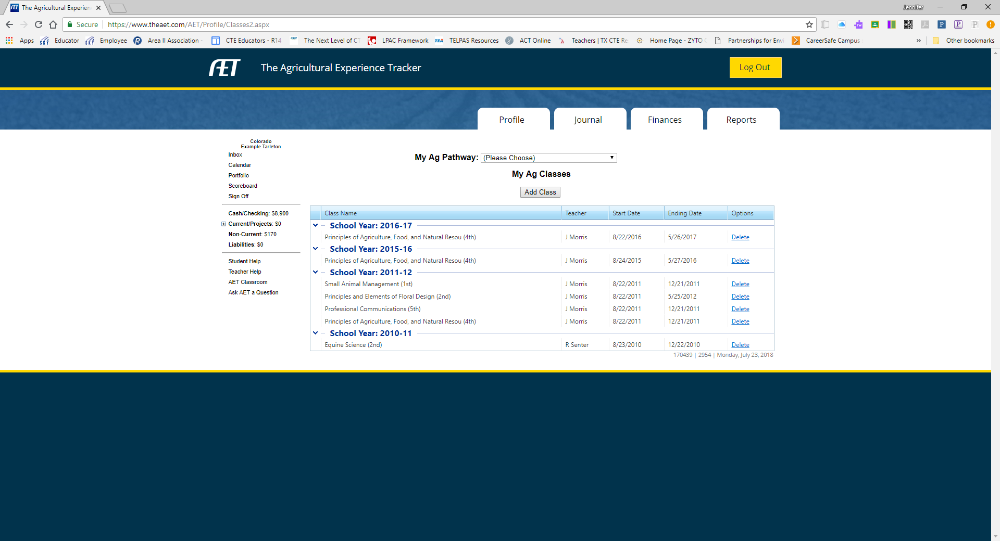 The Agricultural Experien
Jennifer
Secure https://www.theaet.com/AET/Profile/Classes2.aspx
Apps Educator Employee Area II Association - CTE Educators - R14 The Next Level of CT LPAC Framework TELPAS Resources ACT Online Teachers | TX CTE Re Home Page - ZYTO Partnerships for Envi CareerSafe Campus » Other bookmarks
AET The Agricultural Experience Tracker Log Out
Profile Journal Finances Reports
Colorado
Example Tarleton
Inbox
Calendar
Portfolio
Scoreboard
Sign Off
Cash/Checking: $8,900
Current/Projects: $0
Non-Current: $170
Liabilities: $0
Student Help
Teacher Help
AET Classroom
Ask AET a Question
My Ag Pathway: (Please Choose)
My Ag Classes
Add Class
Class Name Teacher Start Date Ending Date Options
School Year: 2016-17
Principles of Agriculture, Food, and Natural Resou (4th) J Morris 8/22/2016 5/26/2017 Delete
School Year: 2015-16
Principles of Agriculture, Food, and Natural Resou (4th) J Morris 8/24/2015 5/27/2016 Delete
School Year: 2011-12
Small Animal Management (1st) J Morris 8/22/2011 12/21/2011 Delete
Principles and Elements of Floral Design (2nd) J Morris 8/22/2011 5/25/2012 Delete
Professional Communications (5th) J Morris 8/22/2011 12/21/2011 Delete
Principles of Agriculture, Food, and Natural Resou (4th) J Morris 8/22/2011 12/21/2011 Delete
School Year: 2010-11
Equine Science (2nd) R Senter 8/23/2010 12/22/2010 Delete
170439 | 2954 | Monday, July 23, 2018